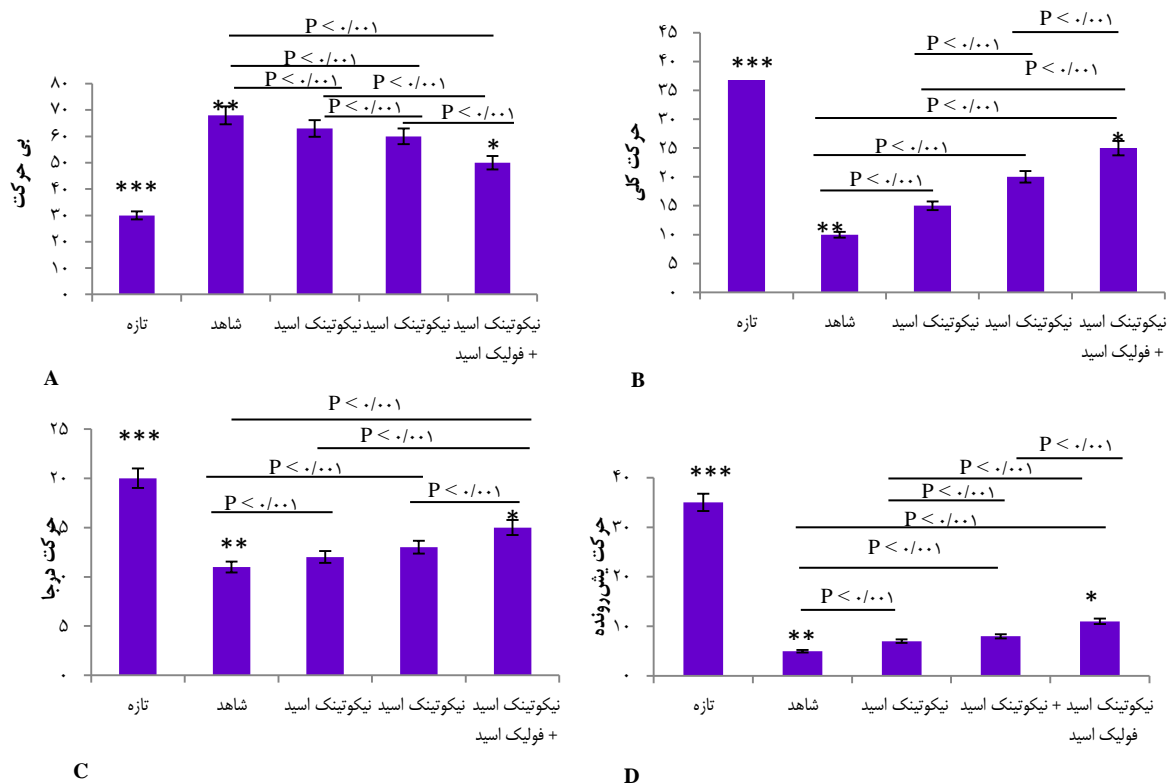 P < ۰/۰۰۱
P < ۰/۰۰۱
P < ۰/۰۰۱
P < ۰/۰۰۱
P < ۰/۰۰۱
P < ۰/۰۰۱
بی حرکت
۸۰
۷۰
۶۰
۵۰
۴۰
۳۰
۲۰
۱۰
۰
***
**
*
تازه
شاهد
نیکوتینک اسید
نیکوتینک اسید
نیکوتینک اسید
+ فولیک اسید
A
P < ۰/۰۰۱
P < ۰/۰۰۱
P < ۰/۰۰۱
P < ۰/۰۰۱
P < ۰/۰۰۱
P < ۰/۰۰۱
حرکت کلی
۴۵
۴۰
۳۵
۳۰
۲۵
۲۰
۱۵
۱۰
۵
۰
***
**
*
تازه
شاهد
نیکوتینک اسید
نیکوتینک اسید
نیکوتینک اسید
+ فولیک اسید
B
P < ۰/۰۰۱
P < ۰/۰۰۱
P < ۰/۰۰۱
P < ۰/۰۰۱
P < ۰/۰۰۱
حرکت درجا
۲۵
۲۰
۱۵
۱۰
۵
۰
***
**
*
تازه
شاهد
نیکوتینک اسید
نیکوتینک اسید
نیکوتینک اسید
+ فولیک اسید
C
P < ۰/۰۰۱
P < ۰/۰۰۱
P < ۰/۰۰۱
P < ۰/۰۰۱
P < ۰/۰۰۱
P < ۰/۰۰۱
حرکت یش‌رونده
۴۰
۳۰
۲۰
۱۰
۰
***
**
*
تازه
شاهد
نیکوتینک اسید
نیکوتینک اسید
نیکوتینک اسید +
فولیک اسید
D